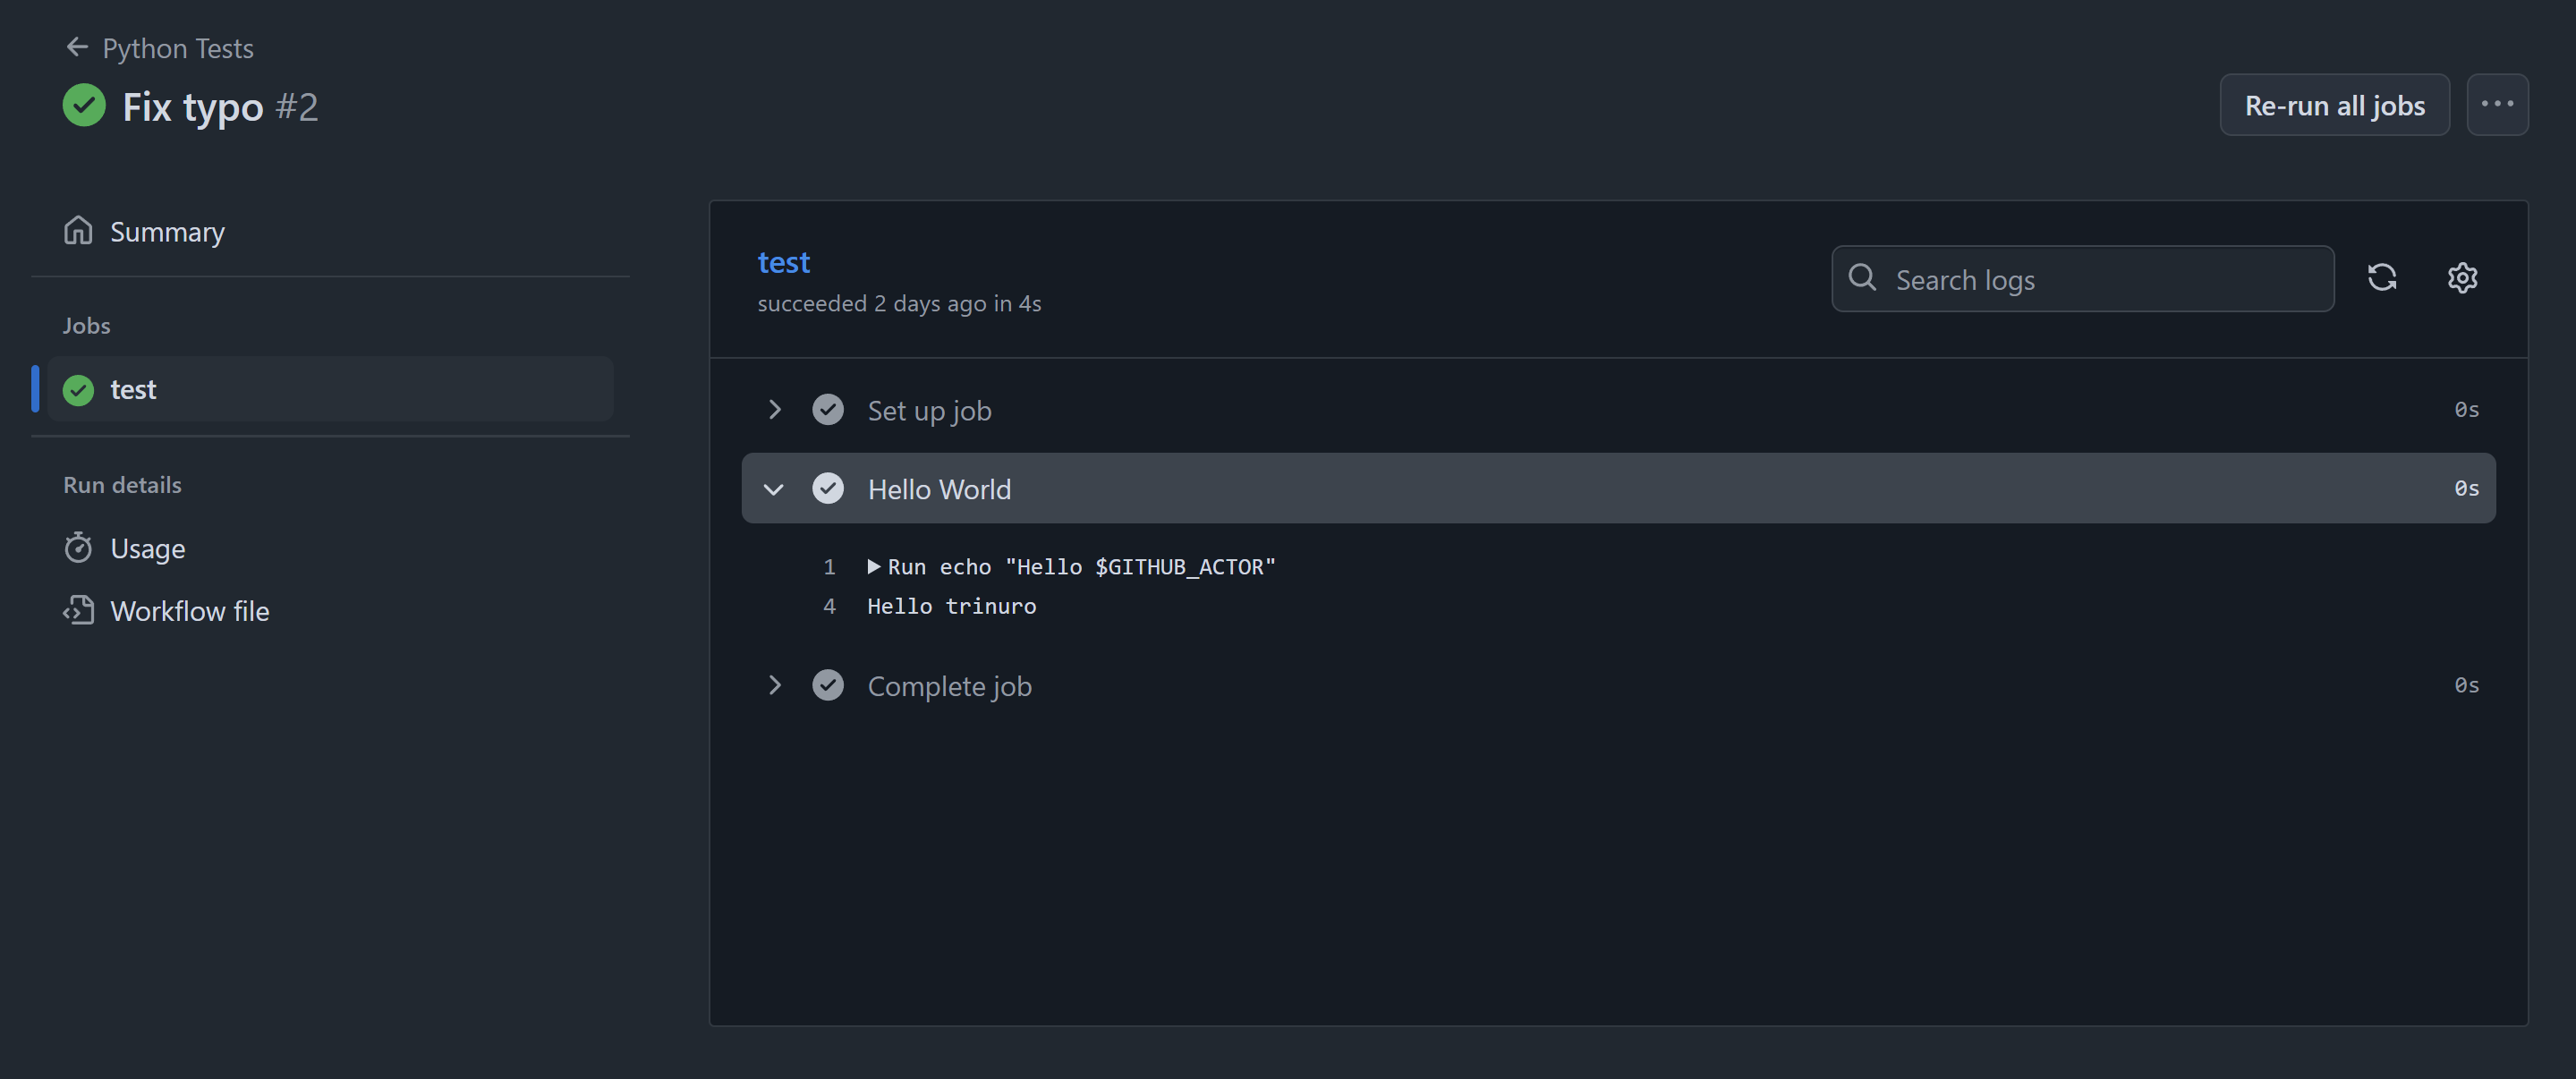 Python Tests
Fix typo #2
Re-run all jobs
Summary
Jobs
test
Run details
Usage
Workflow file
test
succeeded 2 days ago in 4s
Search logs
Set up job 0s
Hello World 0s
1 Run echo "Hello $GITHUB_ACTOR"
4 Hello trinuro
Complete job 0s